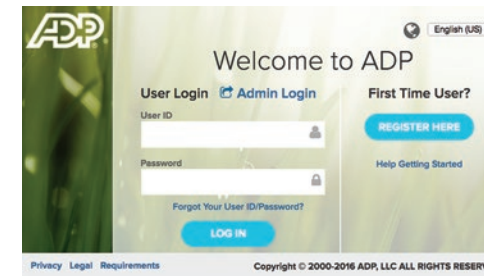 ADP
English (US)
Welcome to ADP
User Login Admin Login
User ID
Password
Forgot Your User ID/Password?
LOG IN
First Time User?
REGISTER HERE
Help Getting Started
Privacy Legal Requirements
Copyright © 2000-2016 ADP, LLC ALL RIGHTS RESERV